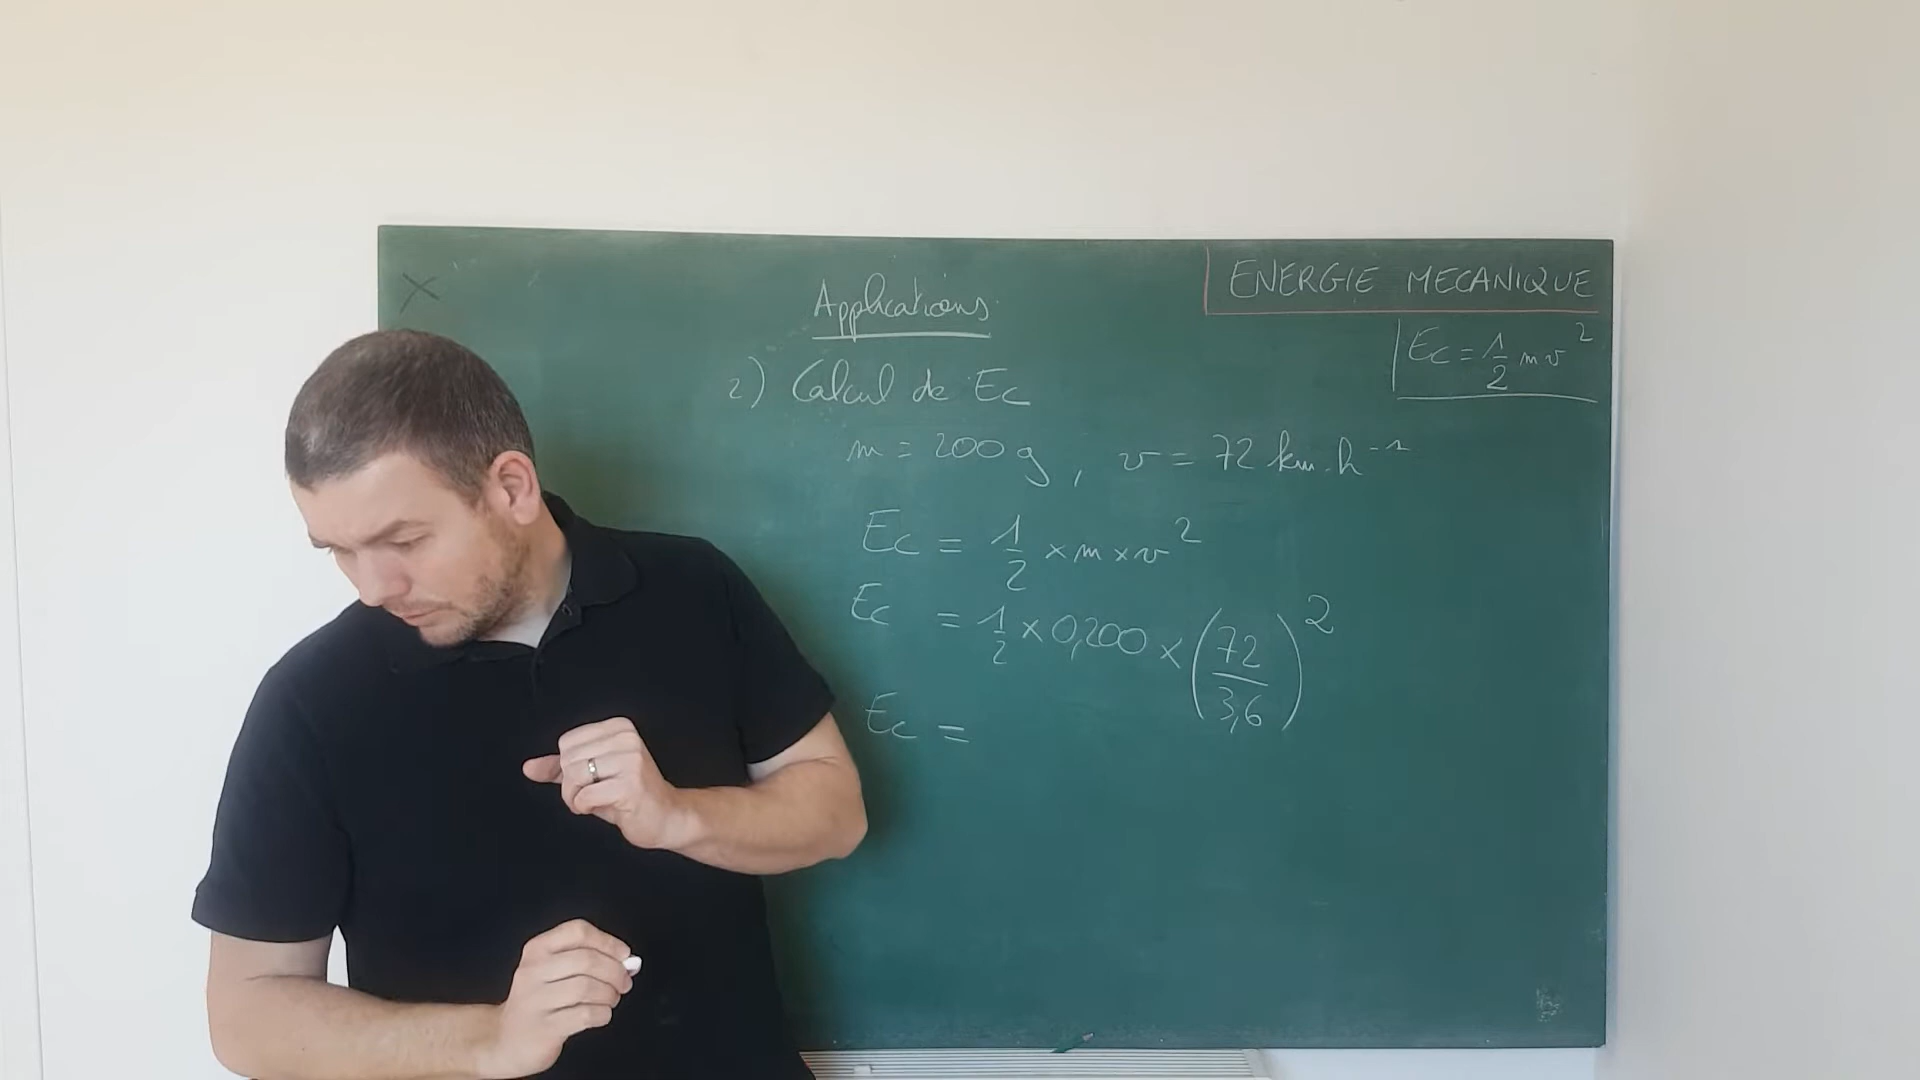 ENERGIE MECANIQUE
Ec = 1/2 m v²
Applications
2) Calcul de Ec
m = 200 g , v = 72 km.h⁻¹
Ec = 1/2 × m × v²
Ec = 1/2 × 0,200 × (72/3,6)²
Ec =